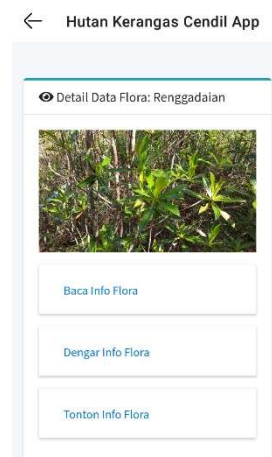 Hutan Kerangas Cendil App
Detail Data Flora: Renggadaian
Baca Info Flora
Dengar Info Flora
Tonton Info Flora